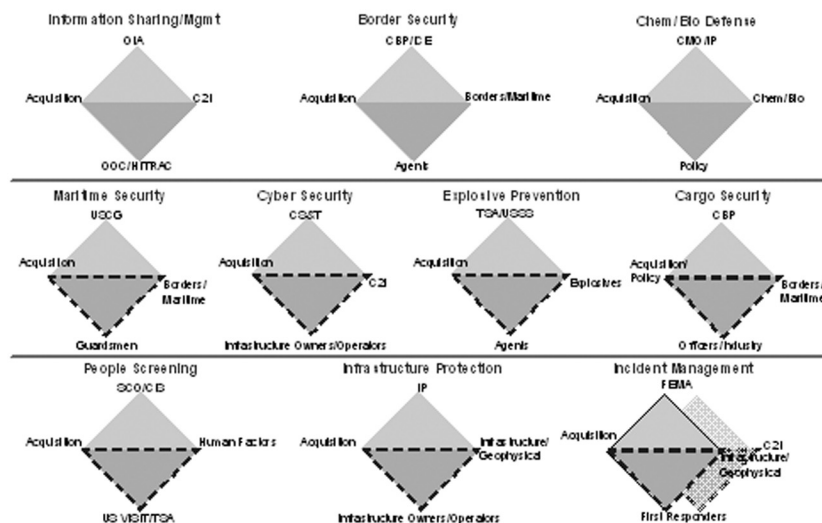 Information Sharing/Mgmt
OIA
Acquisition
C2I
OOC/HITRAC
Border Security
CBP/ICE
Acquisition
Borders/Maritime
Agents
Chem/Bio Defense
CMO/IP
Acquisition
Chem/Bio
Policy
Maritime Security
USCG
Acquisition
Borders/
Maritime
Guardsmen
Cyber Security
CS&T
Acquisition
C2I
Infrastructure Owners/Operators
Explosive Prevention
TSA/USSS
Acquisition
Explosives
Agents
Cargo Security
CBP
Acquisition/
Policy
Borders/
Maritime
Officers/Industry
People Screening
SCO/CIS
Acquisition
Human Factors
US VISIT/TSA
Infrastructure Protection
IP
Acquisition
Infrastructure/
Geophysical
Infrastructure Owners/Operators
Incident Management
FEMA
Acquisition
C2I
Infrastructure/
Geophysical
First Responders